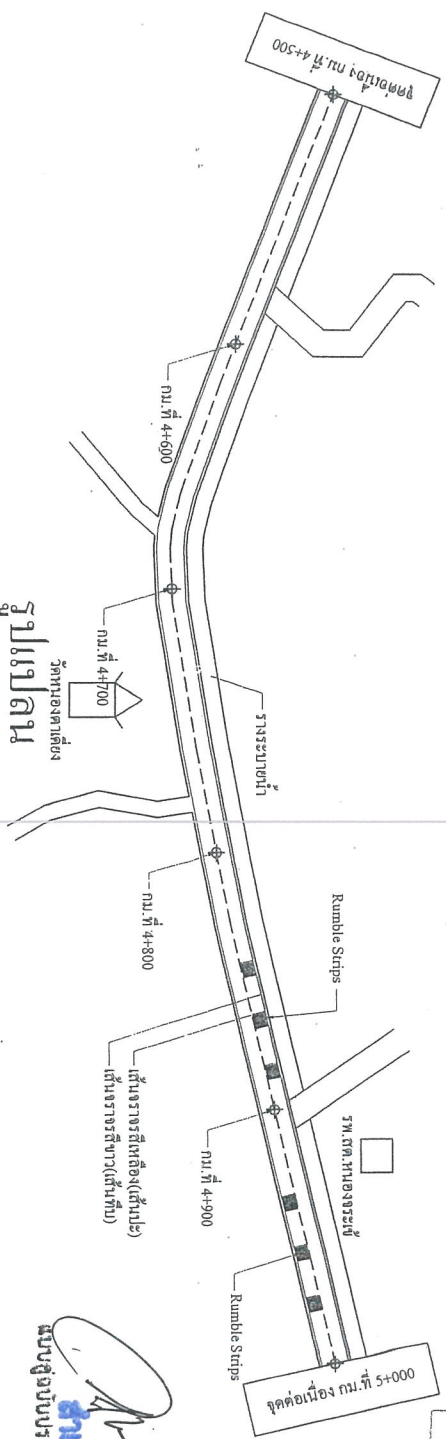 จุดต่อเนื่อง กม.ที่ 4+500
กม.ที่ 4+600
กม.ที่ 4+700
วัดหนองตาเดี่ยง
รูปแปลน
รางระบายน้ำ
กม.ที่ 4+800
Rumble Strips
เส้นจราจรสีเหลือง(เส้นปะ)
เส้นจราจรสีขาว(เส้นทึบ)
กม.ที่ 4+900
รพ.สต.หนองจระเข้
Rumble Strips
จุดต่อเนื่อง กม.ที่ 5+000